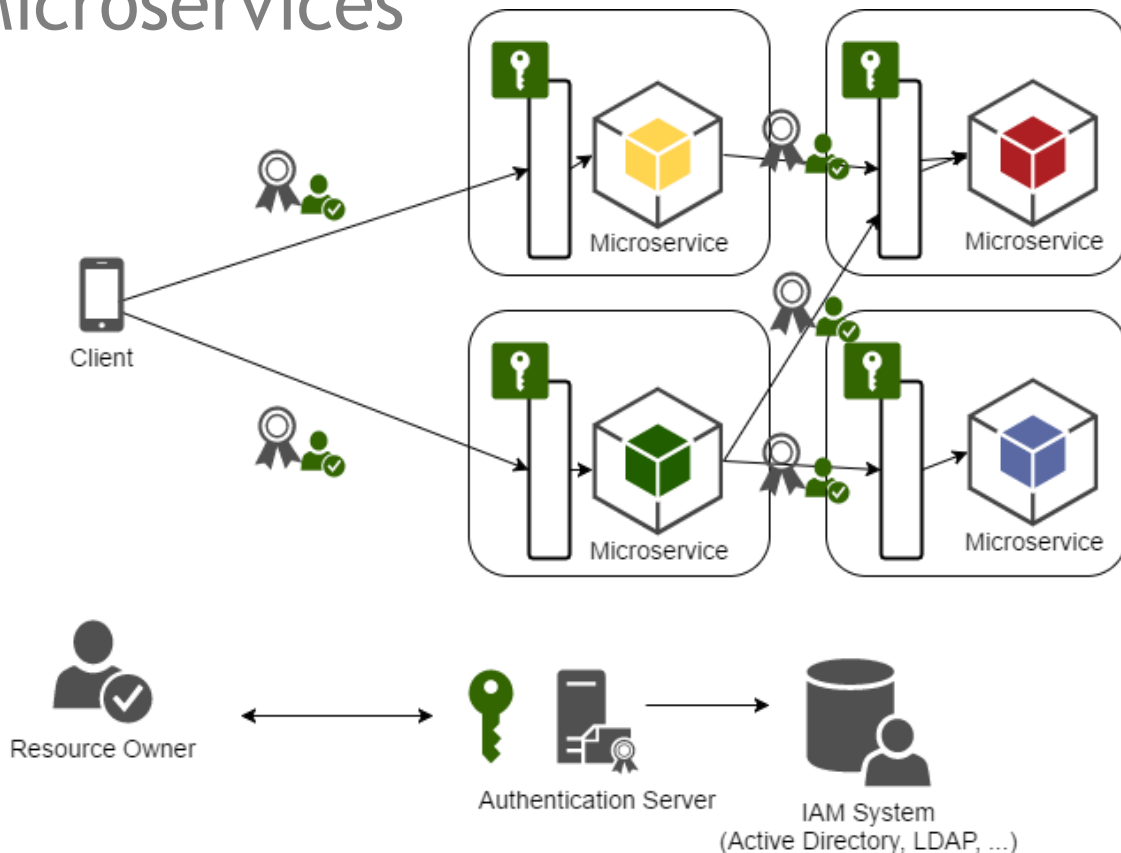 Microservices
Microservice
Microservice
Client
Microservice
Microservice
Resource Owner
Authentication Server
IAM System
(Active Directory, LDAP, ...)